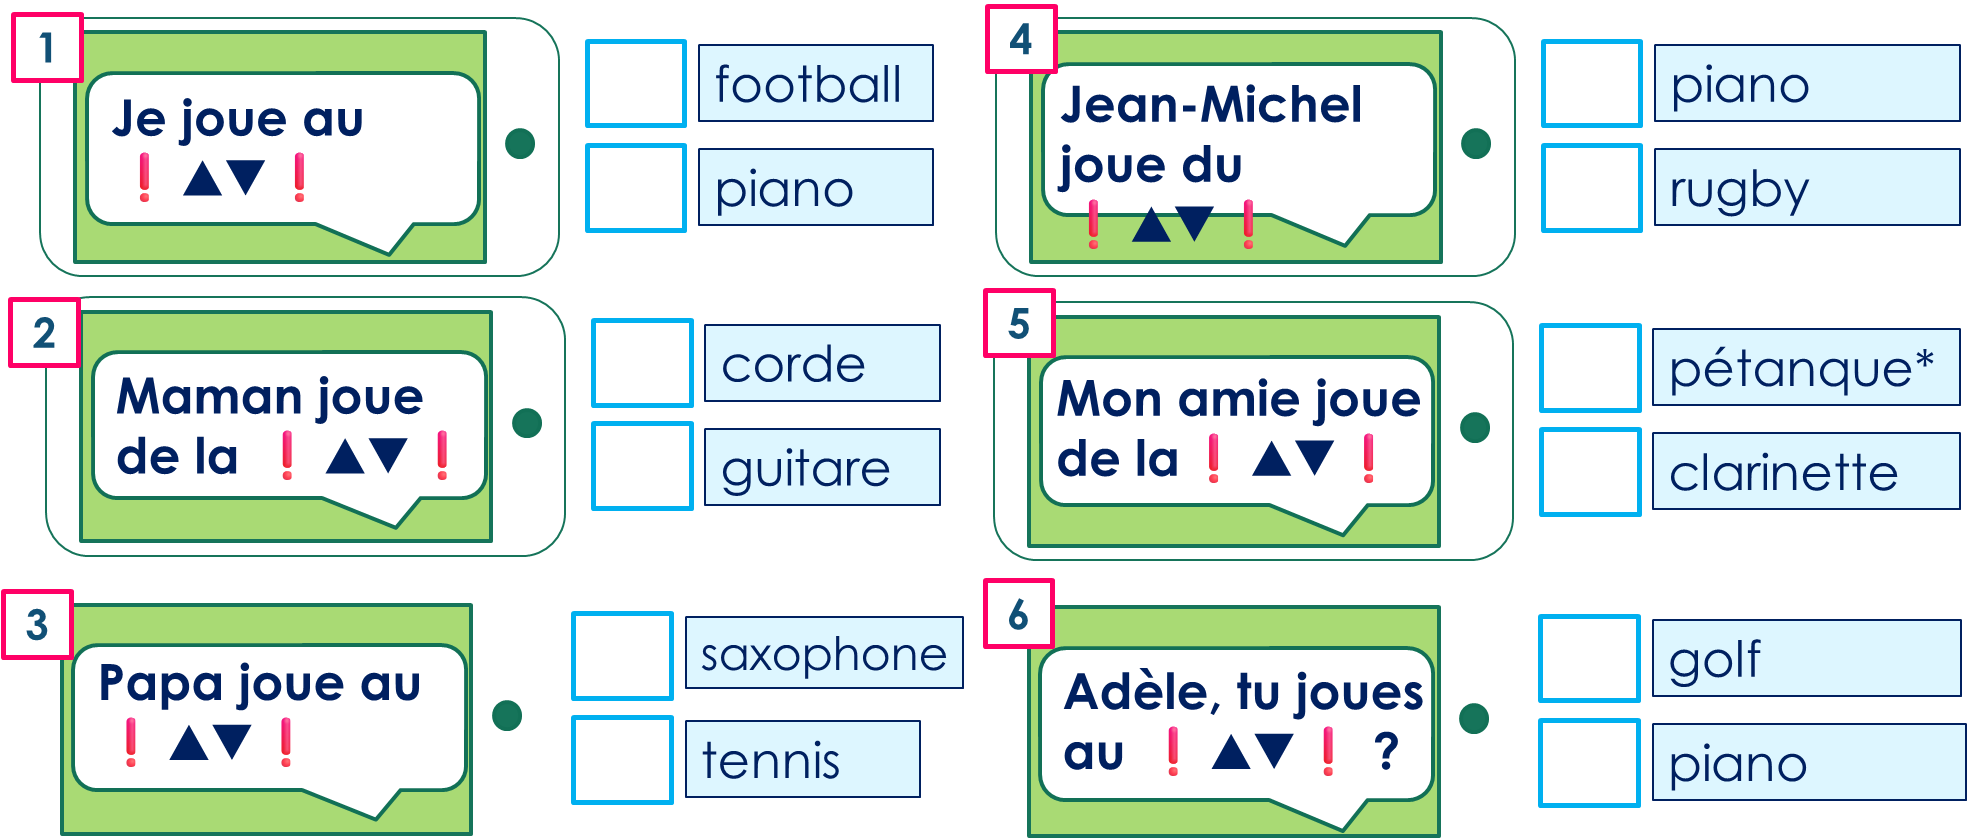 1
Je joue au
❗ ▲▼ ❗
football
piano
2
Maman joue
de la ❗ ▲▼ ❗
corde
guitare
3
Papa joue au
❗ ▲▼ ❗
saxophone
tennis
4
Jean-Michel
joue du
❗ ▲▼ ❗
piano
rugby
5
Mon amie joue
de la ❗ ▲▼ ❗
pétanque*
clarinette
6
Adèle, tu joues
au ❗ ▲▼ ❗ ?
golf
piano